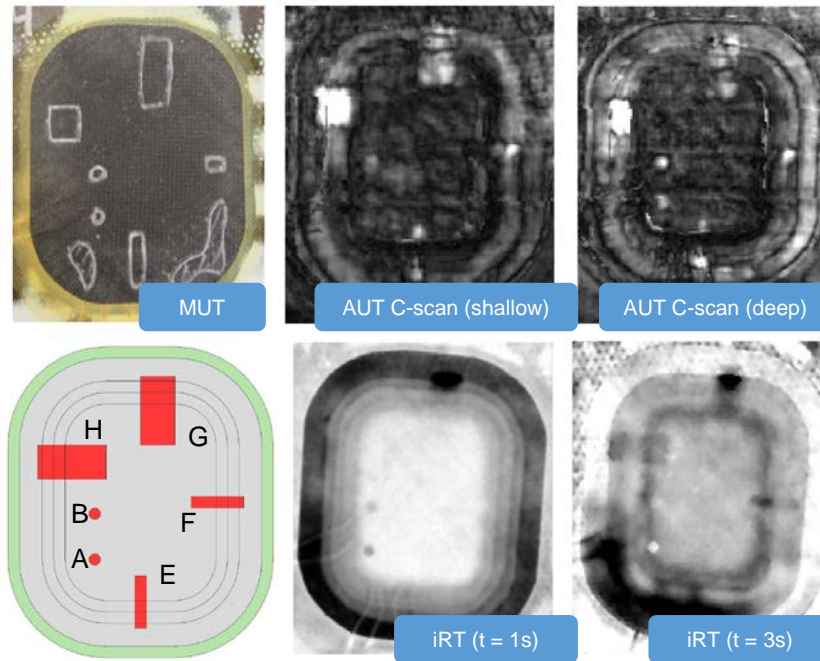 MUT
AUT C-scan (shallow)
AUT C-scan (deep)
H
G
B
F
A
E
iRT (t = 1s)
iRT (t = 3s)